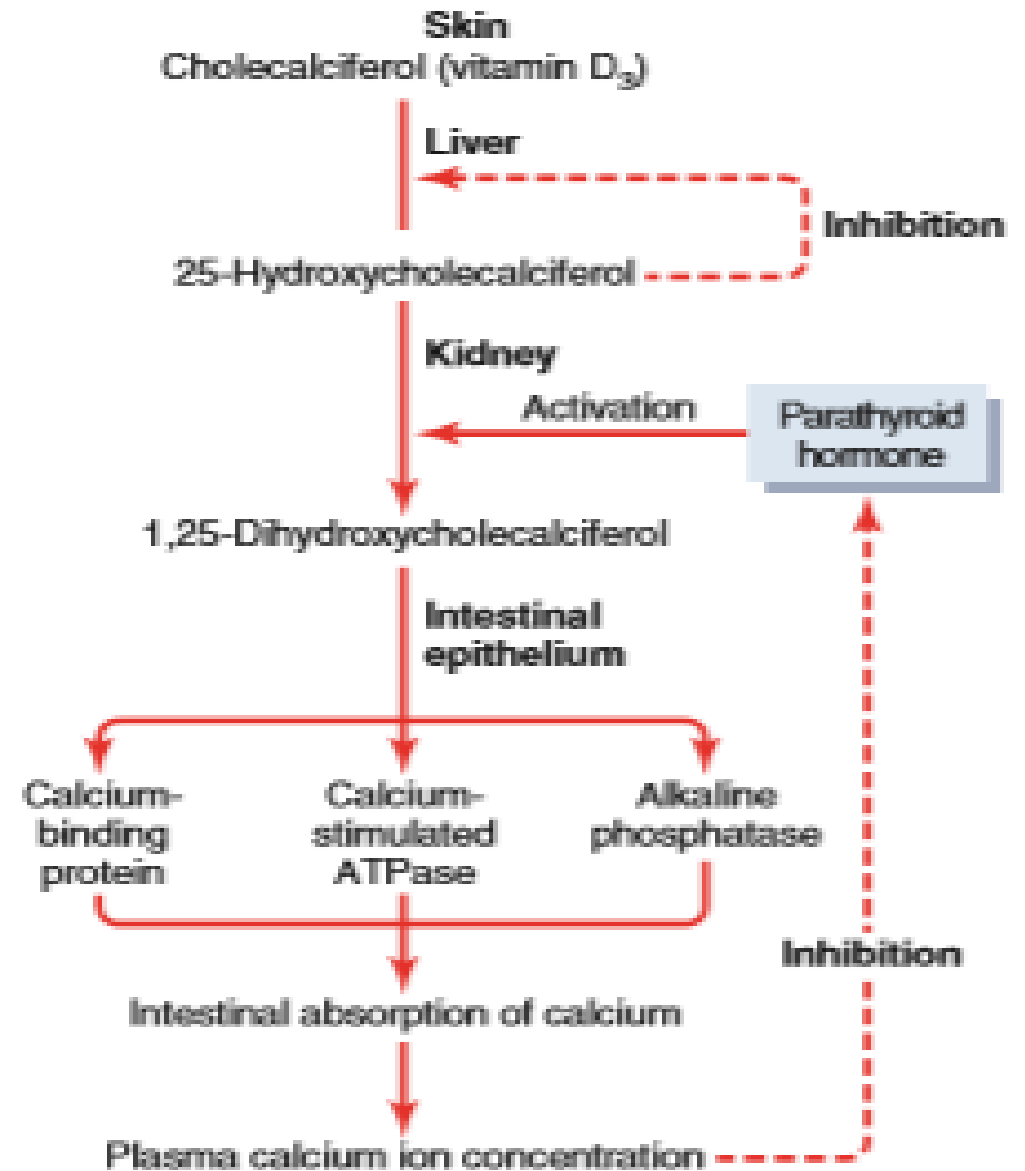 Skin
Cholecalciferol (vitamin D₃)
Liver
Inhibition
25-Hydroxycholecalciferol
Kidney
Activation
Parathyroid
hormone
1,25-Dihydroxycholecalciferol
Intestinal
epithelium
Calcium-
binding
protein
Calcium-
stimulated
ATPase
Alkaline
phosphatase
Inhibition
Intestinal absorption of calcium
Plasma calcium ion concentration